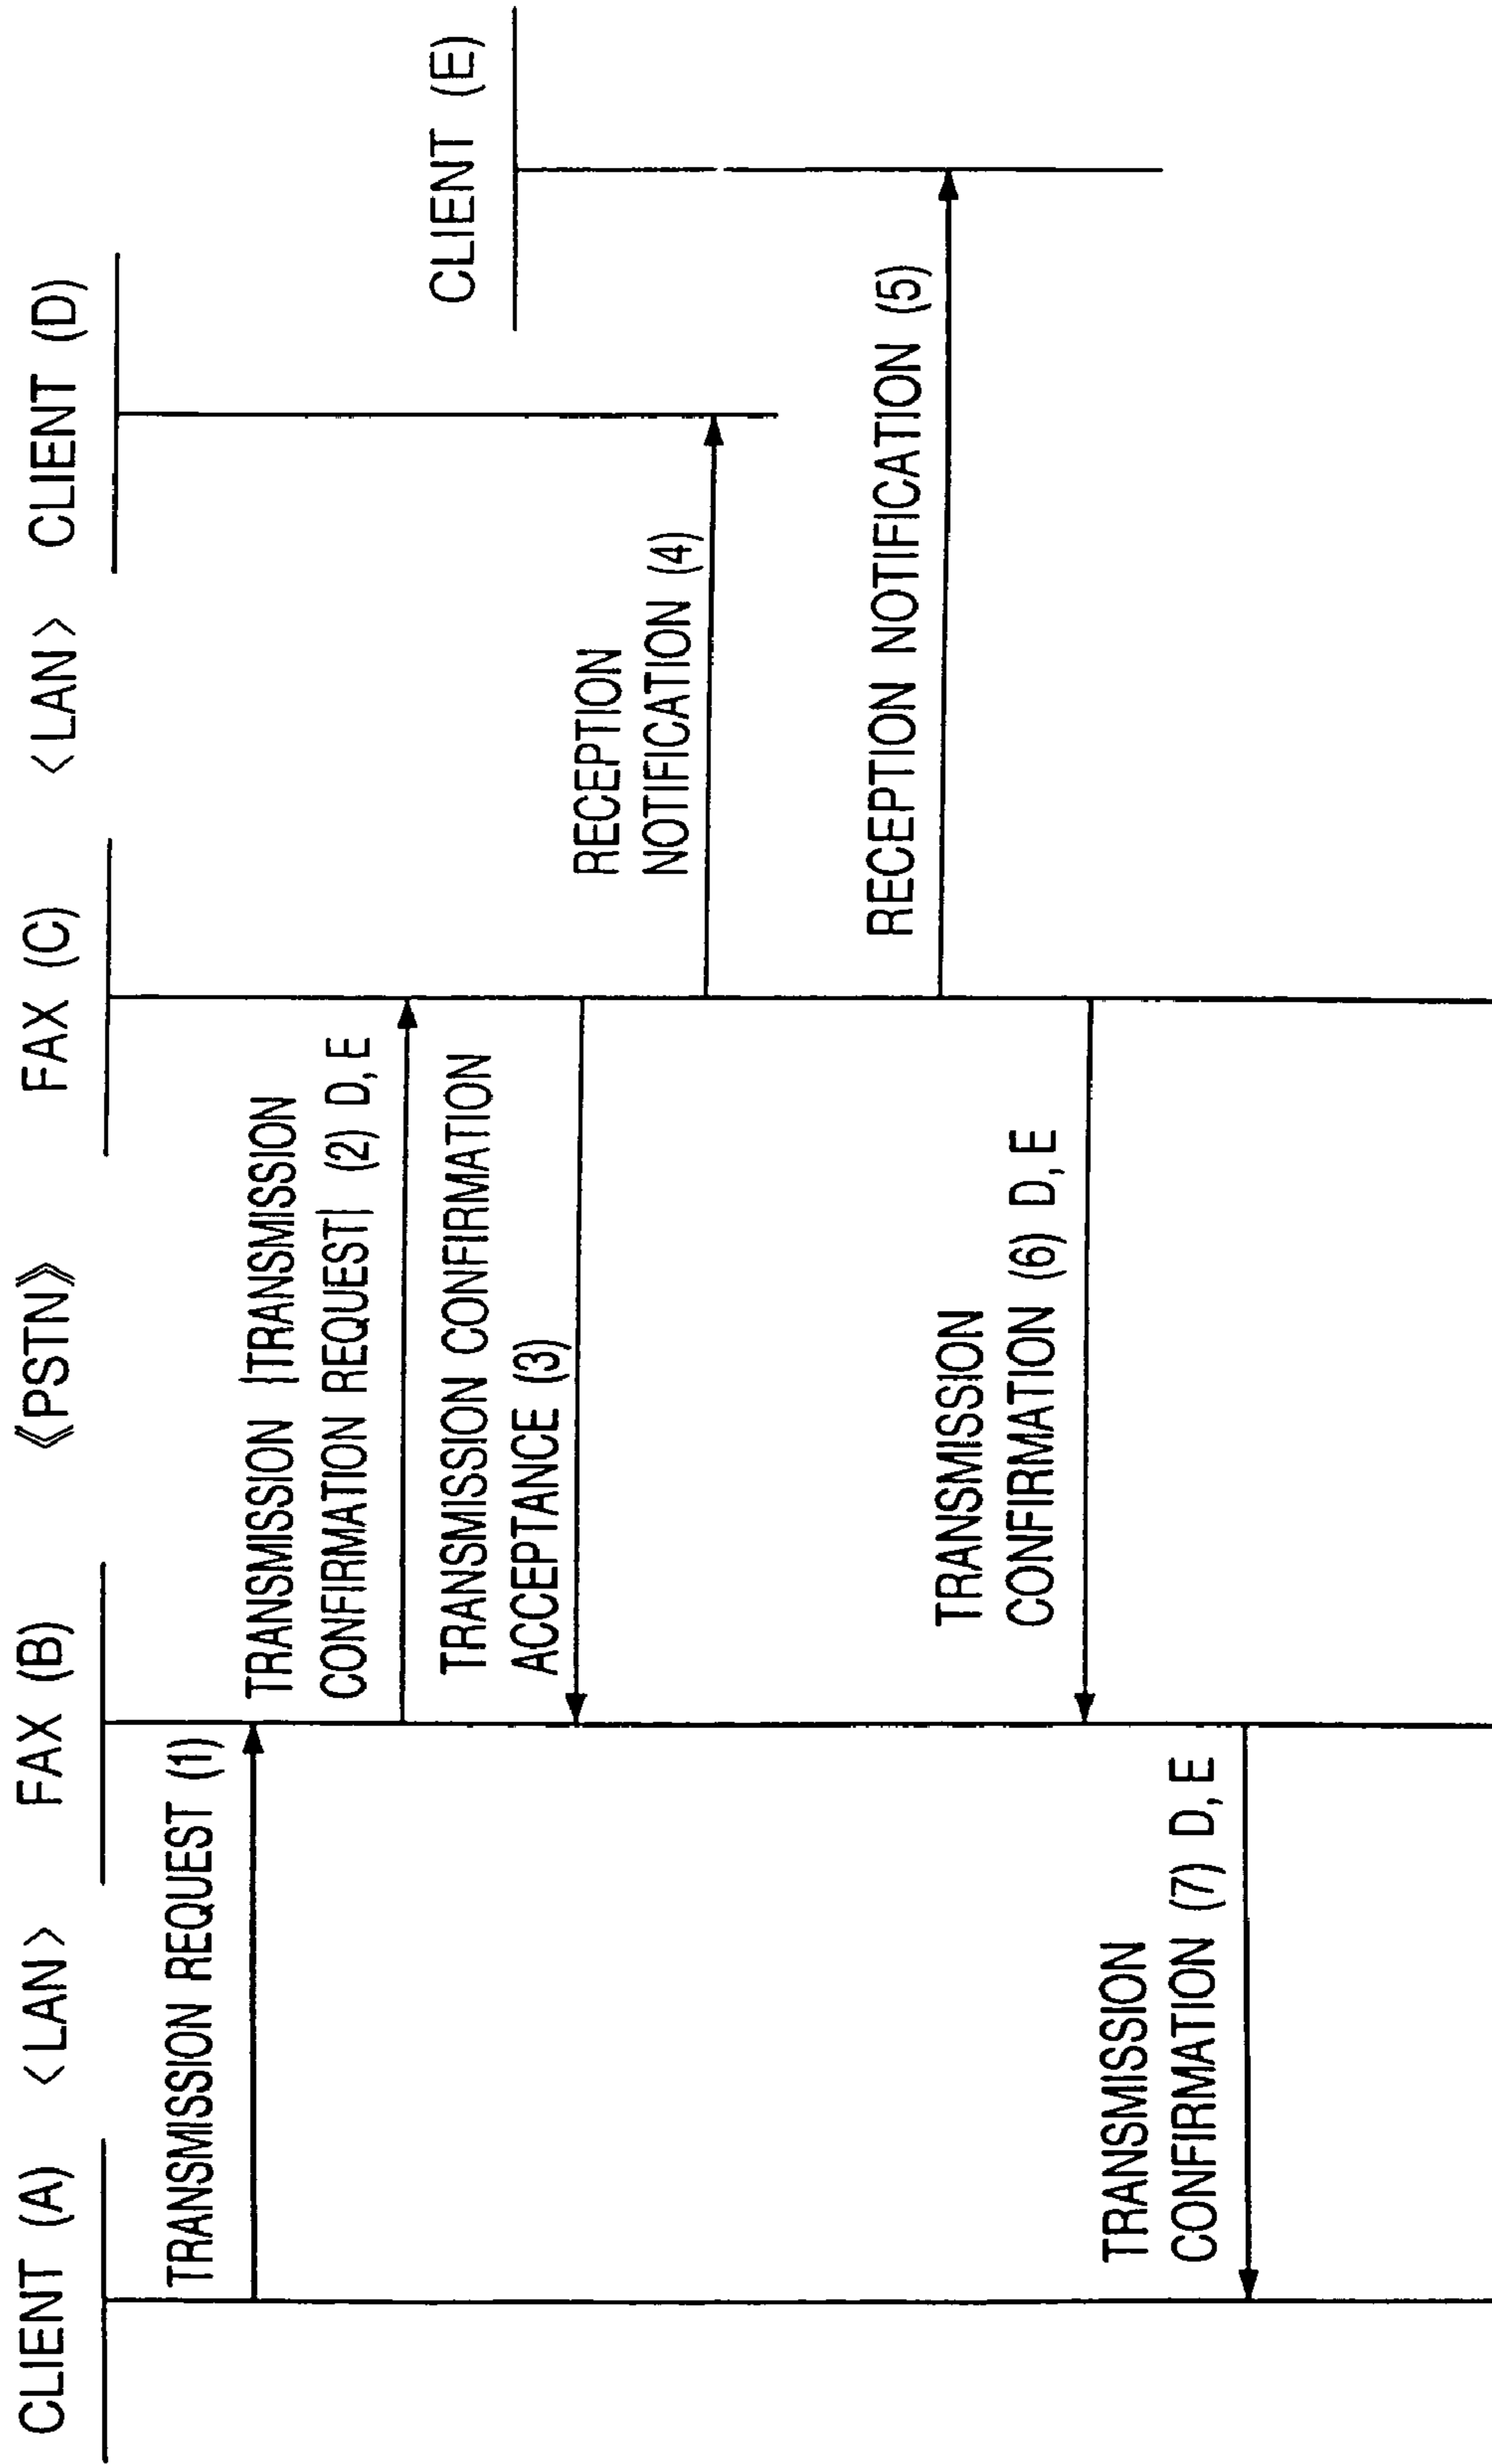 CLIENT (A) <LAN> FAX (B) 《PSTN》 FAX (C) <LAN> CLIENT (D)
CLIENT (E)
TRANSMISSION REQUEST (1)
TRANSMISSION |TRANSMISSION
CONFIRMATION REQUEST| (2) D, E
TRANSMISSION CONFIRMATION
ACCEPTANCE (3)
RECEPTION
NOTIFICATION (4)
RECEPTION NOTIFICATION (5)
TRANSMISSION
CONFIRMATION (6) D, E
TRANSMISSION
CONFIRMATION (7) D, E